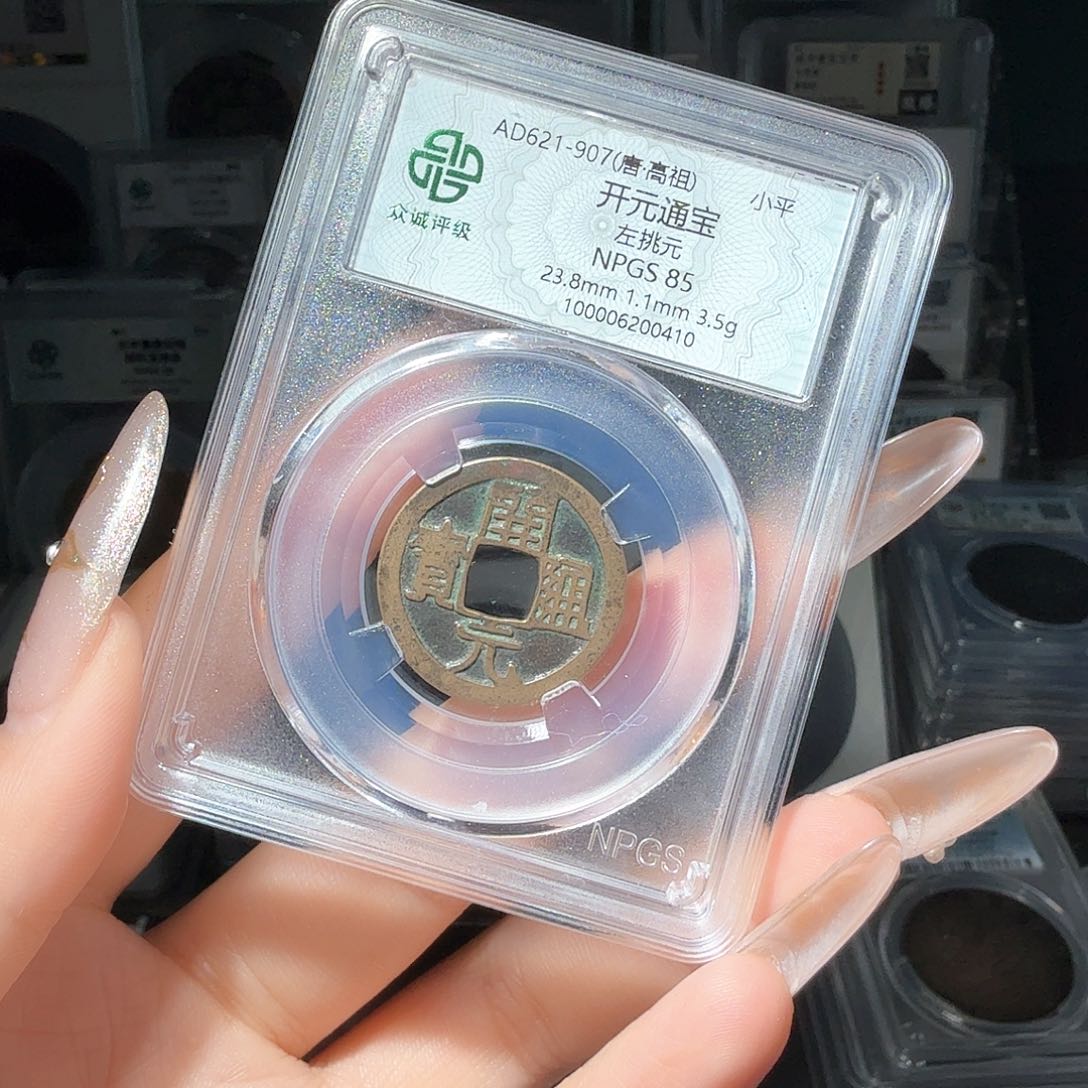 AD621-907(唐·高祖)
开元通宝
小平
左挑元
NPGS 85
23.8mm 1.1mm 3.5g
100006200410
众诚评级
開
通
元
寶
NPGS